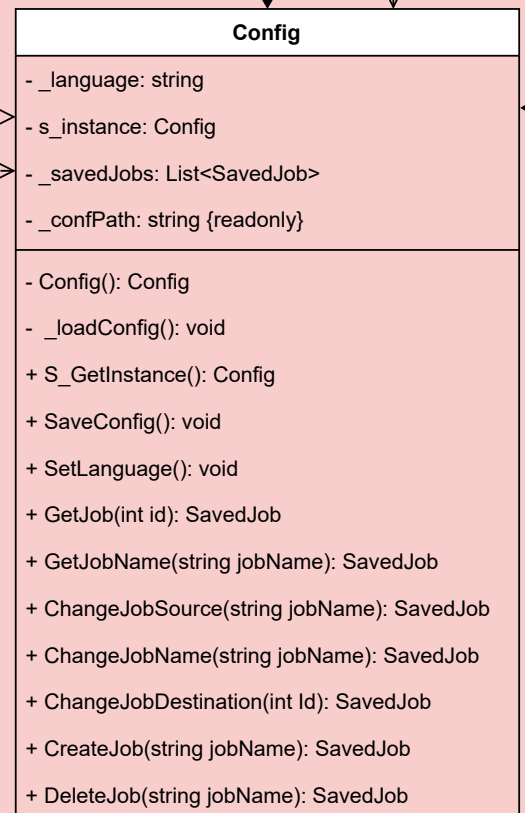 Config
- _language: string
- s_instance: Config
- _savedJobs: List<SavedJob>
- _confPath: string {readonly}
- Config(): Config
- _loadConfig(): void
+ S_GetInstance(): Config
+ SaveConfig(): void
+ SetLanguage(): void
+ GetJob(int id): SavedJob
+ GetJobName(string jobName): SavedJob
+ ChangeJobSource(string jobName): SavedJob
+ ChangeJobName(string jobName): SavedJob
+ ChangeJobDestination(int Id): SavedJob
+ CreateJob(string jobName): SavedJob
+ DeleteJob(string jobName): SavedJob